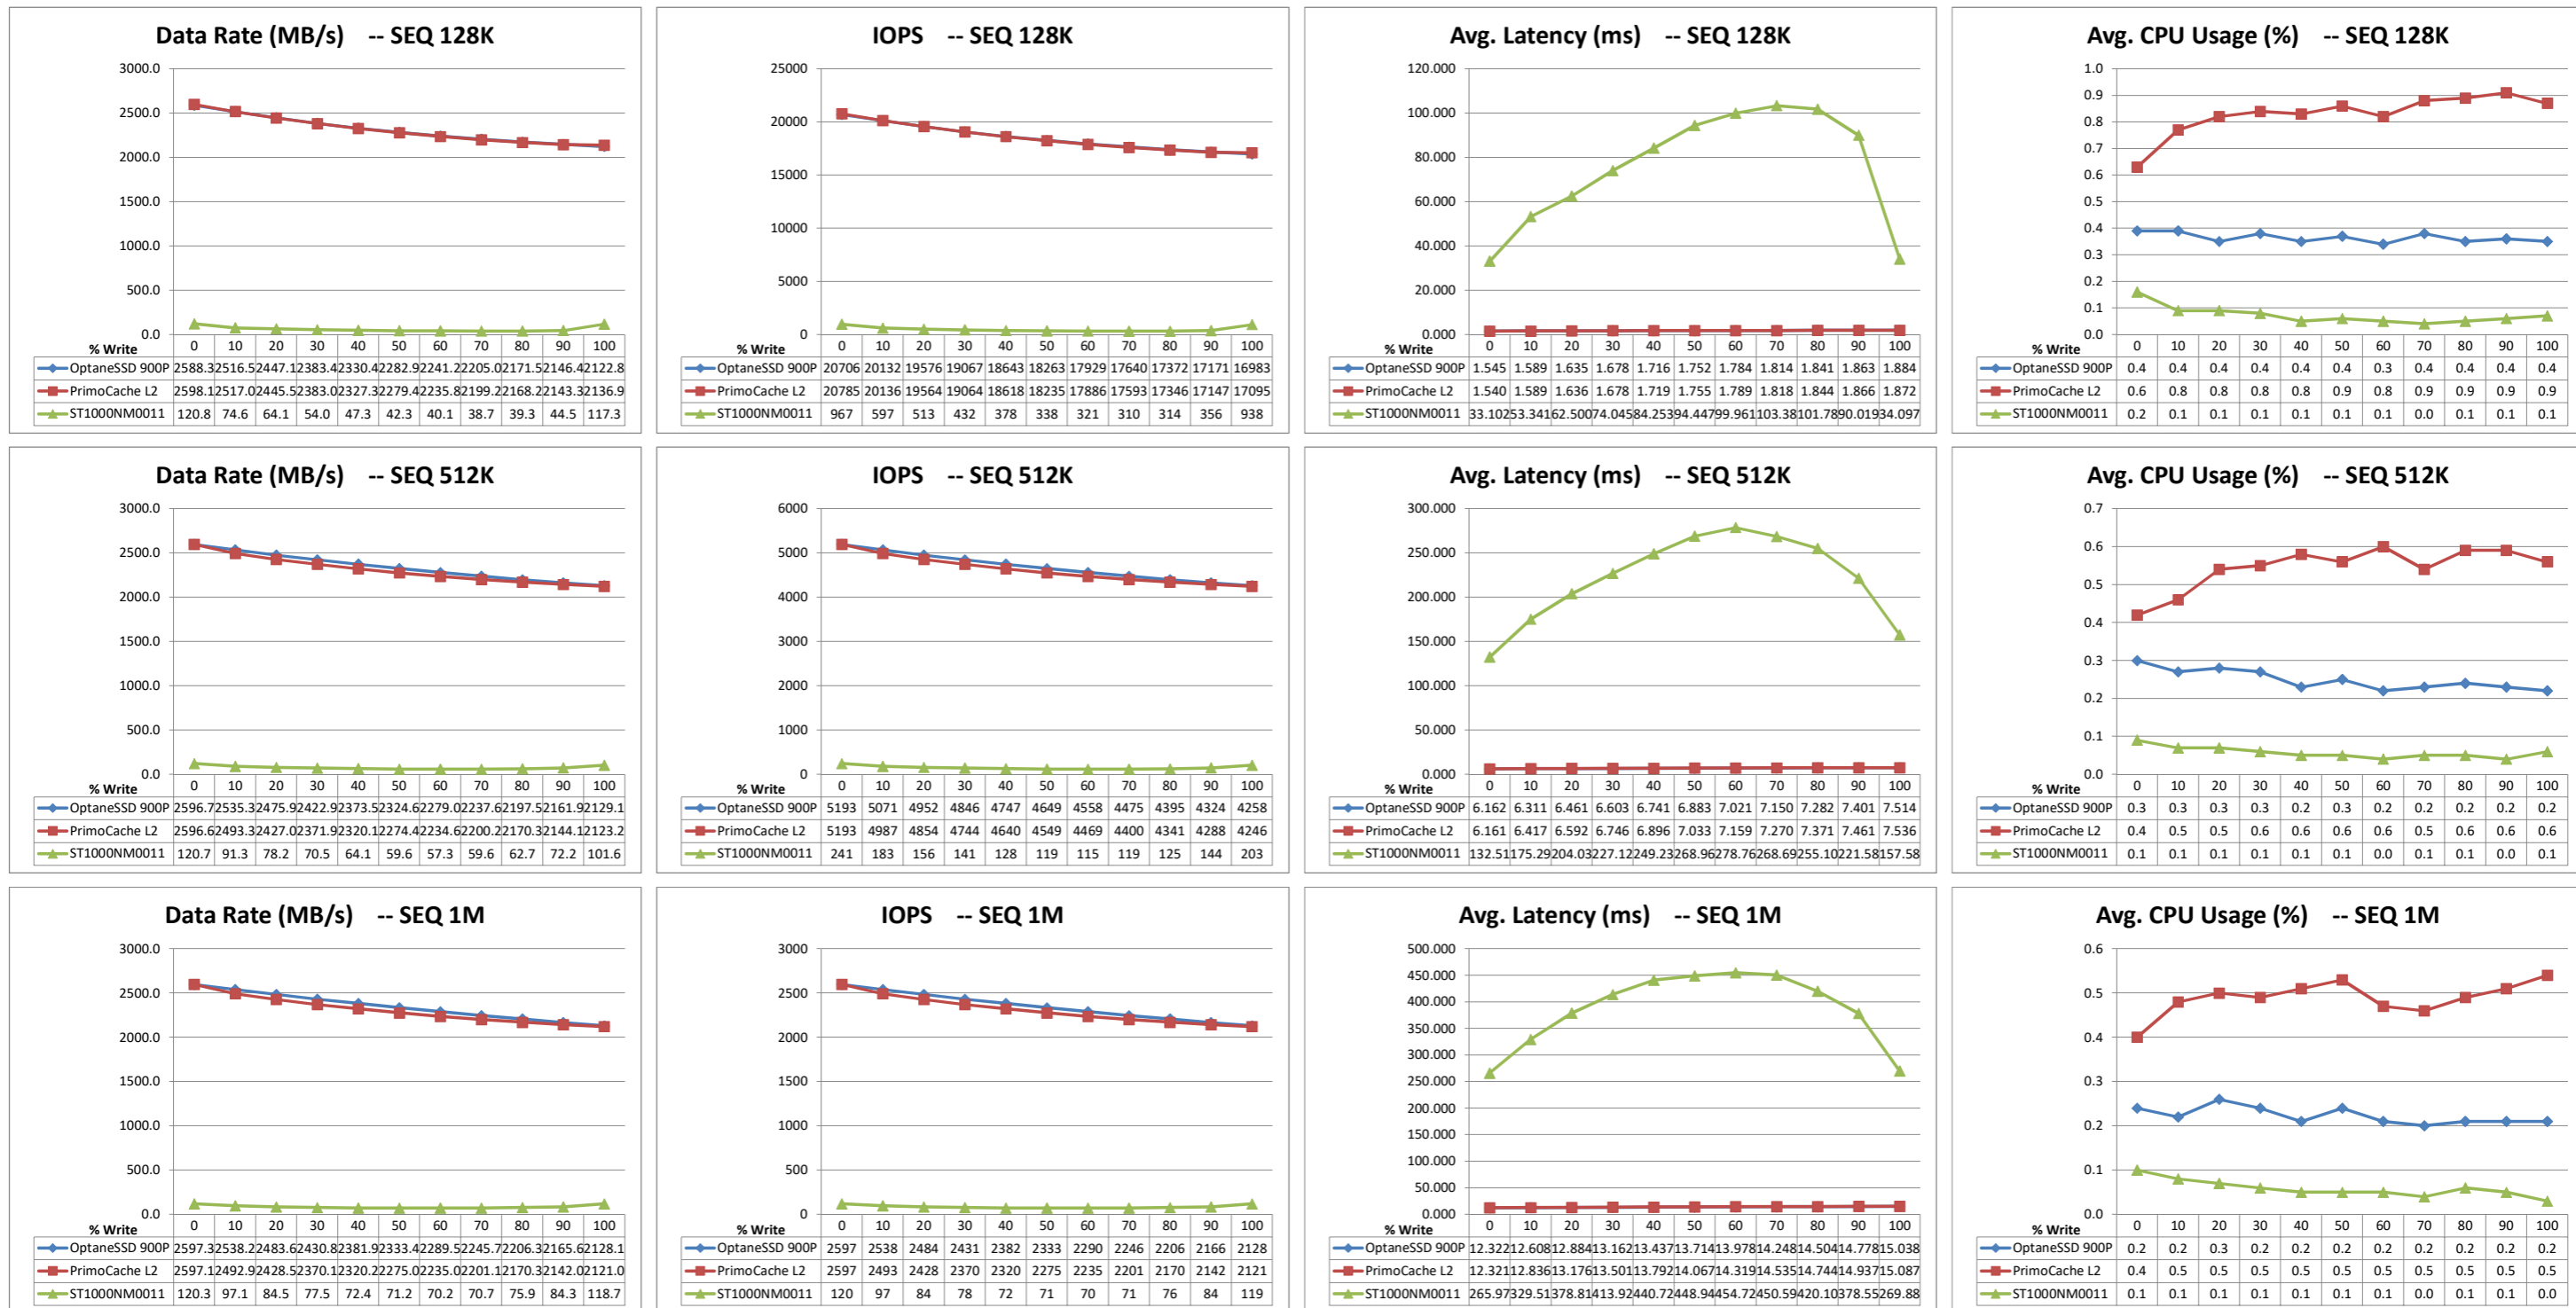 Data Rate (MB/s) -- SEQ 128K
3000.0
2500.0
2000.0
1500.0
1000.0
500.0
0.0
% Write 0 10 20 30 40 50 60 70 80 90 100
OptaneSSD 900P 2588.3 2516.5 2447.1 2383.4 2330.4 2282.9 2241.2 2205.0 2171.5 2146.4 2122.8
PrimoCache L2 2598.1 2517.0 2445.5 2383.0 2327.3 2279.4 2235.8 2199.2 2168.2 2143.3 2136.9
ST1000NM0011 120.8 74.6 64.1 54.0 47.3 42.3 40.1 38.7 39.3 44.5 117.3
IOPS -- SEQ 128K
25000
20000
15000
10000
5000
0
% Write 0 10 20 30 40 50 60 70 80 90 100
OptaneSSD 900P 20706 20132 19576 19067 18643 18263 17929 17640 17372 17171 16983
PrimoCache L2 20785 20136 19564 19064 18618 18235 17886 17593 17346 17147 17095
ST1000NM0011 967 597 513 432 378 338 321 310 314 356 938
Avg. Latency (ms) -- SEQ 128K
120.000
100.000
80.000
60.000
40.000
20.000
0.000
% Write 0 10 20 30 40 50 60 70 80 90 100
OptaneSSD 900P 1.545 1.589 1.635 1.678 1.716 1.752 1.784 1.814 1.841 1.863 1.884
PrimoCache L2 1.540 1.589 1.636 1.678 1.719 1.755 1.789 1.818 1.844 1.866 1.872
ST1000NM0011 33.102 53.341 62.500 74.045 84.253 94.447 99.961 103.38 101.78 90.019 34.097
Avg. CPU Usage (%) -- SEQ 128K
1.0
0.9
0.8
0.7
0.6
0.5
0.4
0.3
0.2
0.1
0.0
% Write 0 10 20 30 40 50 60 70 80 90 100
OptaneSSD 900P 0.4 0.4 0.4 0.4 0.4 0.4 0.3 0.4 0.4 0.4 0.4
PrimoCache L2 0.6 0.8 0.8 0.8 0.8 0.9 0.8 0.9 0.9 0.9 0.9
ST1000NM0011 0.2 0.1 0.1 0.1 0.1 0.1 0.1 0.0 0.1 0.1 0.1
Data Rate (MB/s) -- SEQ 512K
3000.0
2500.0
2000.0
1500.0
1000.0
500.0
0.0
% Write 0 10 20 30 40 50 60 70 80 90 100
OptaneSSD 900P 2596.7 2535.3 2475.9 2422.9 2373.5 2324.6 2279.0 2237.6 2197.5 2161.9 2129.1
PrimoCache L2 2596.6 2493.3 2427.0 2371.9 2320.1 2274.4 2234.6 2200.2 2170.3 2144.1 2123.2
ST1000NM0011 120.7 91.3 78.2 70.5 64.1 59.6 57.3 59.6 62.7 72.2 101.6
IOPS -- SEQ 512K
6000
5000
4000
3000
2000
1000
0
% Write 0 10 20 30 40 50 60 70 80 90 100
OptaneSSD 900P 5193 5071 4952 4846 4747 4649 4558 4475 4395 4324 4258
PrimoCache L2 5193 4987 4854 4744 4640 4549 4469 4400 4341 4288 4246
ST1000NM0011 241 183 156 141 128 119 115 119 125 144 203
Avg. Latency (ms) -- SEQ 512K
300.000
250.000
200.000
150.000
100.000
50.000
0.000
% Write 0 10 20 30 40 50 60 70 80 90 100
OptaneSSD 900P 6.162 6.311 6.461 6.603 6.741 6.883 7.021 7.150 7.282 7.401 7.514
PrimoCache L2 6.161 6.417 6.592 6.746 6.896 7.033 7.159 7.270 7.371 7.461 7.536
ST1000NM0011 132.51 175.29 204.03 227.12 249.23 268.96 278.76 268.69 255.10 221.58 157.58
Avg. CPU Usage (%) -- SEQ 512K
0.7
0.6
0.5
0.4
0.3
0.2
0.1
0.0
% Write 0 10 20 30 40 50 60 70 80 90 100
OptaneSSD 900P 0.3 0.3 0.3 0.3 0.2 0.3 0.2 0.2 0.2 0.2 0.2
PrimoCache L2 0.4 0.5 0.5 0.6 0.6 0.6 0.6 0.5 0.6 0.6 0.6
ST1000NM0011 0.1 0.1 0.1 0.1 0.1 0.1 0.0 0.1 0.1 0.0 0.1
Data Rate (MB/s) -- SEQ 1M
3000.0
2500.0
2000.0
1500.0
1000.0
500.0
0.0
% Write 0 10 20 30 40 50 60 70 80 90 100
OptaneSSD 900P 2597.3 2538.2 2483.6 2430.8 2381.9 2333.4 2289.5 2245.7 2206.3 2165.6 2128.1
PrimoCache L2 2597.1 2492.9 2428.5 2370.1 2320.2 2275.0 2235.0 2201.1 2170.3 2142.0 2121.0
ST1000NM0011 120.3 97.1 84.5 77.5 72.4 71.2 70.2 70.7 75.9 84.3 118.7
IOPS -- SEQ 1M
3000
2500
2000
1500
1000
500
0
% Write 0 10 20 30 40 50 60 70 80 90 100
OptaneSSD 900P 2597 2538 2484 2431 2382 2333 2290 2246 2206 2166 2128
PrimoCache L2 2597 2493 2428 2370 2320 2275 2235 2201 2170 2142 2121
ST1000NM0011 120 97 84 78 72 71 70 71 76 84 119
Avg. Latency (ms) -- SEQ 1M
500.000
450.000
400.000
350.000
300.000
250.000
200.000
150.000
100.000
50.000
0.000
% Write 0 10 20 30 40 50 60 70 80 90 100
OptaneSSD 900P 12.322 12.608 12.884 13.162 13.437 13.714 13.978 14.248 14.504 14.778 15.038
PrimoCache L2 12.321 12.836 13.176 13.501 13.792 14.067 14.319 14.535 14.744 14.937 15.087
ST1000NM0011 265.97 329.51 378.81 413.92 440.72 448.94 454.72 450.59 420.10 378.55 269.88
Avg. CPU Usage (%) -- SEQ 1M
0.6
0.5
0.4
0.3
0.2
0.1
0.0
% Write 0 10 20 30 40 50 60 70 80 90 100
OptaneSSD 900P 0.2 0.2 0.3 0.2 0.2 0.2 0.2 0.2 0.2 0.2 0.2
PrimoCache L2 0.4 0.5 0.5 0.5 0.5 0.5 0.5 0.5 0.5 0.5 0.5
ST1000NM0011 0.1 0.1 0.1 0.1 0.1 0.1 0.1 0.0 0.1 0.1 0.0